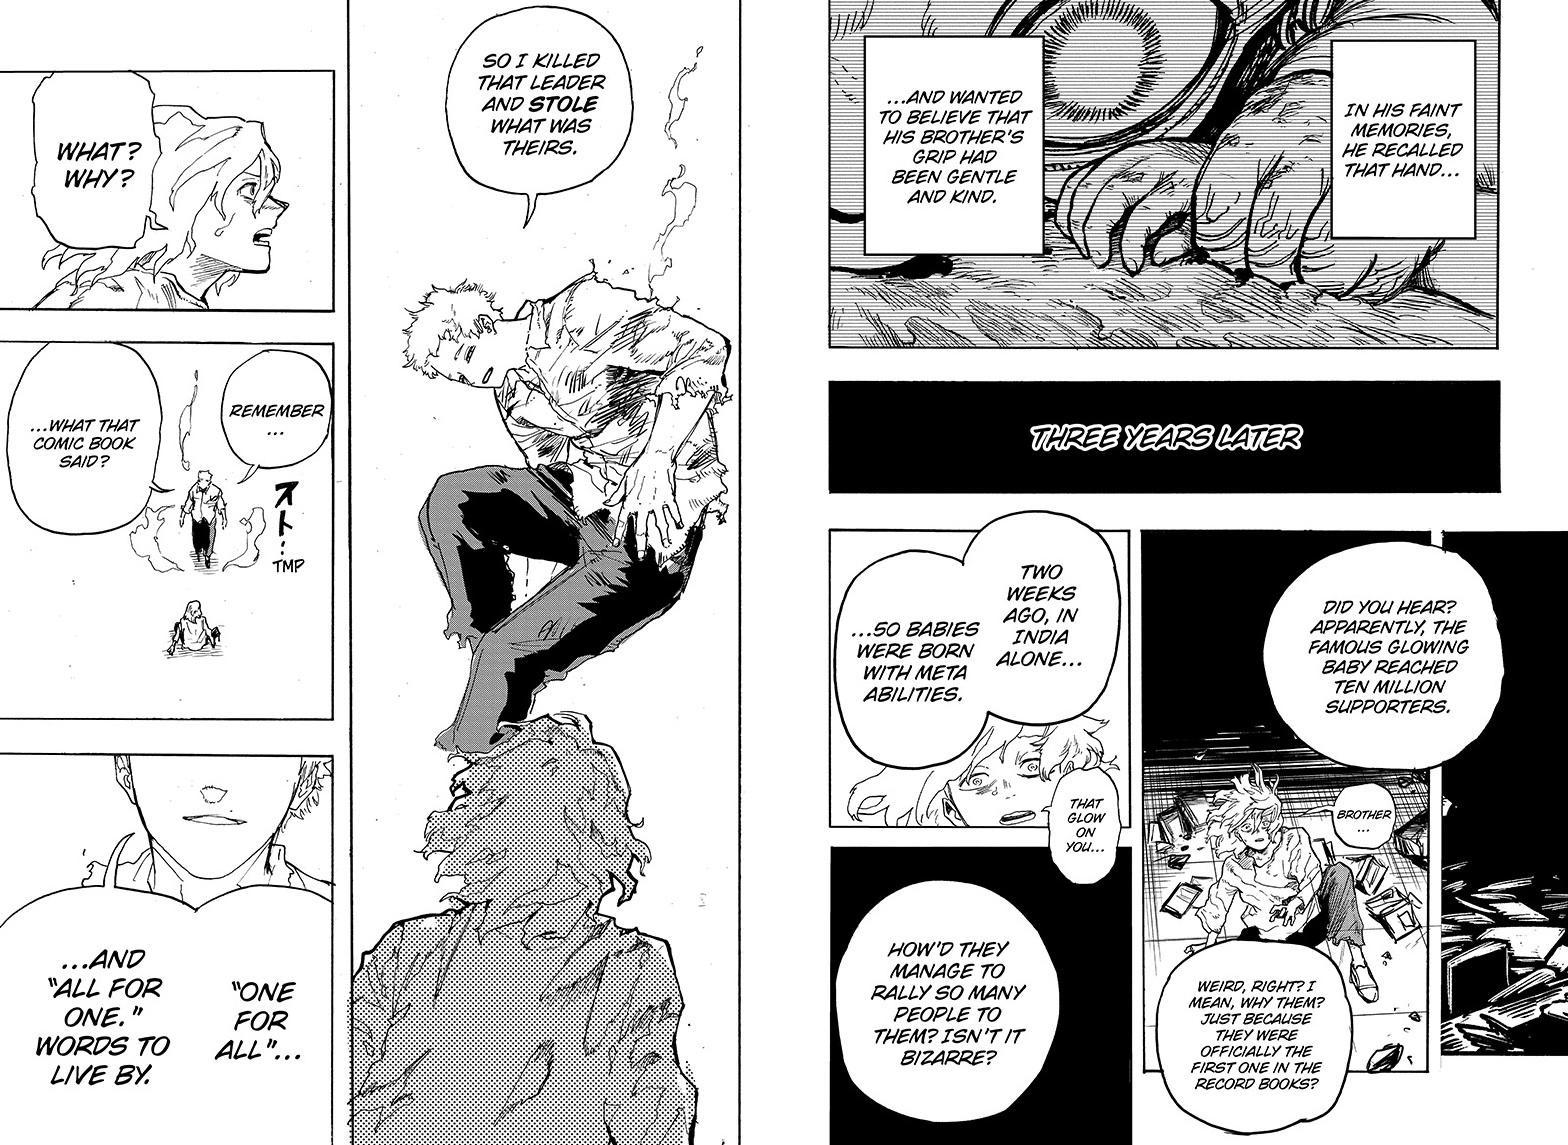 IN HIS FAINT
MEMORIES,
HE RECALLED
THAT HAND...
...AND WANTED
TO BELIEVE THAT
HIS BROTHER'S
GRIP HAD
BEEN GENTLE
AND KIND.
THREE YEARS LATER
DID YOU HEAR?
APPARENTLY, THE
FAMOUS GLOWING
BABY REACHED
TEN MILLION
SUPPORTERS.
BROTHER
...
WEIRD, RIGHT? I
MEAN, WHY THEM?
JUST BECAUSE
THEY WERE
OFFICIALLY THE
FIRST ONE IN THE
RECORD BOOKS?
TWO
WEEKS
AGO, IN
INDIA
ALONE...
...SO BABIES
WERE BORN
WITH META
ABILITIES.
THAT
GLOW
ON
YOU...
HOW'D THEY
MANAGE TO
RALLY SO MANY
PEOPLE TO
THEM? ISN'T IT
BIZARRE?
SO I KILLED
THAT LEADER
AND STOLE
WHAT WAS
THEIRS.
WHAT?
WHY?
REMEMBER
...
...WHAT THAT
COMIC BOOK
SAID?
スト…
TMP
"ONE
FOR
ALL"...
...AND
"ALL FOR
ONE."
WORDS TO
LIVE BY.